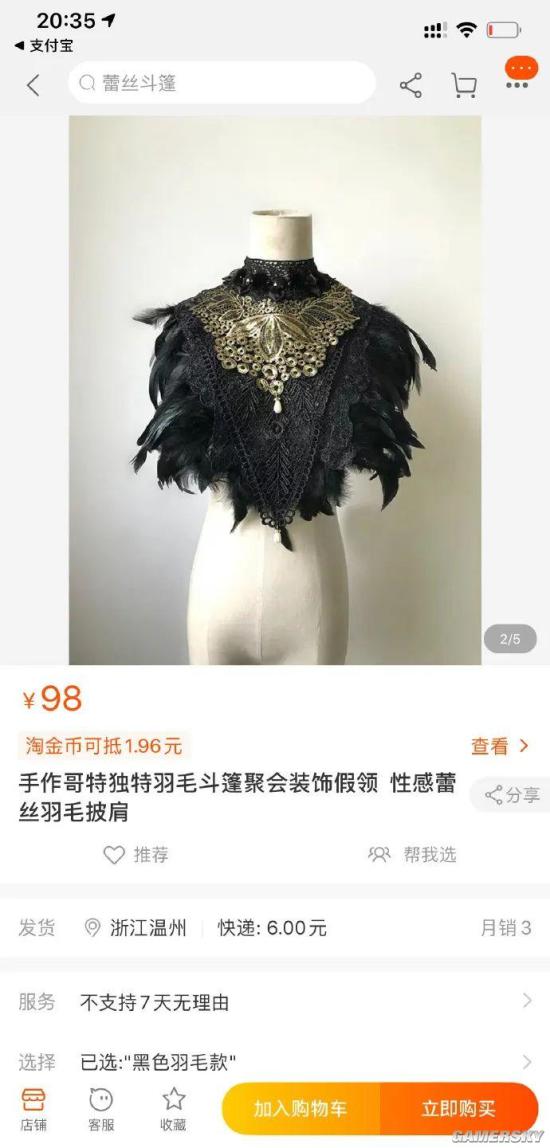 20:35
支付宝
蕾丝斗篷
2/5
¥98
淘金币可抵1.96元
查看
手作哥特独特羽毛斗篷聚会装饰假领 性感蕾
丝羽毛披肩
分享
推荐
帮我选
发货 浙江温州 快递: 6.00元 月销3
服务 不支持7天无理由
选择 已选:"黑色羽毛款"
店铺 客服 收藏 加入购物车 立即购买
GAMERSKY